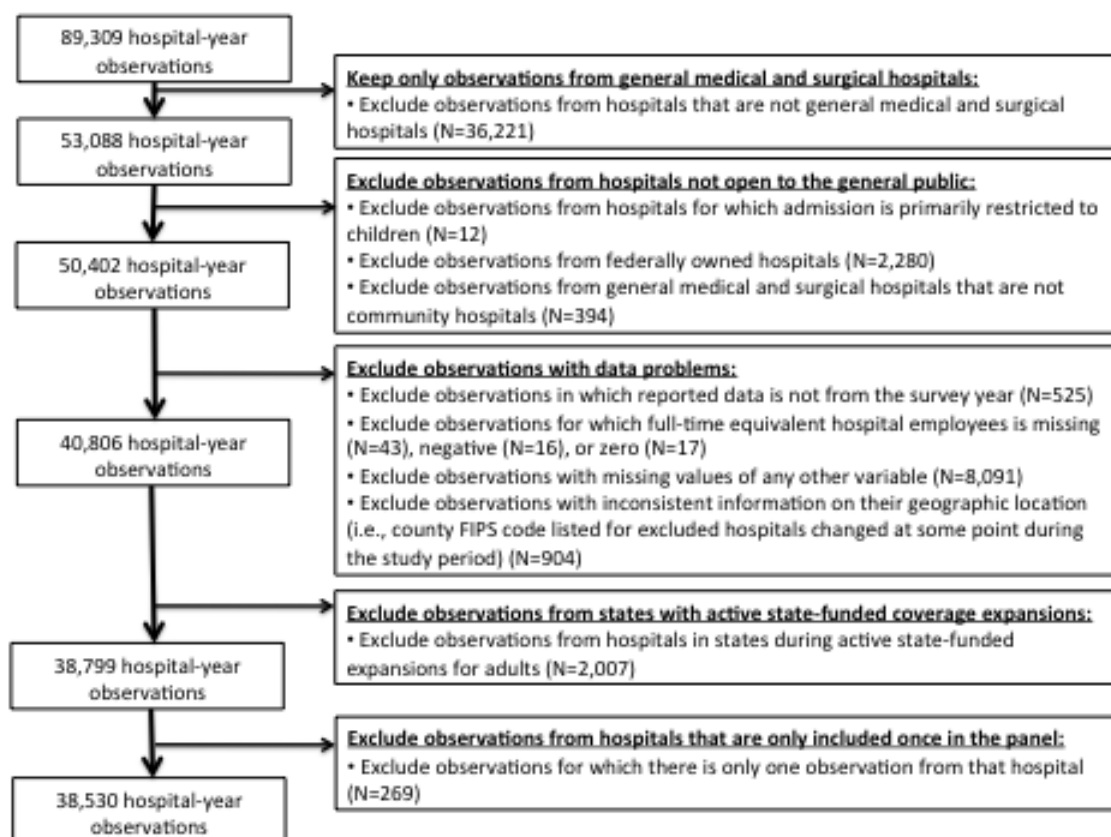 89,309 hospital-year
observations
Keep only observations from general medical and surgical hospitals:
• Exclude observations from hospitals that are not general medical and surgical
hospitals (N=36,221)
53,088 hospital-year
observations
Exclude observations from hospitals not open to the general public:
• Exclude observations from hospitals for which admission is primarily restricted to
children (N=12)
• Exclude observations from federally owned hospitals (N=2,280)
• Exclude observations from general medical and surgical hospitals that are not
community hospitals (N=394)
50,402 hospital-year
observations
Exclude observations with data problems:
• Exclude observations in which reported data is not from the survey year (N=525)
• Exclude observations for which full-time equivalent hospital employees is missing
(N=43), negative (N=16), or zero (N=17)
• Exclude observations with missing values of any other variable (N=8,091)
• Exclude observations with inconsistent information on their geographic location
(i.e., county FIPS code listed for excluded hospitals changed at some point during
the study period) (N=904)
40,806 hospital-year
observations
Exclude observations from states with active state-funded coverage expansions:
• Exclude observations from hospitals in states during active state-funded
expansions for adults (N=2,007)
38,799 hospital-year
observations
Exclude observations from hospitals that are only included once in the panel:
• Exclude observations for which there is only one observation from that hospital
(N=269)
38,530 hospital-year
observations